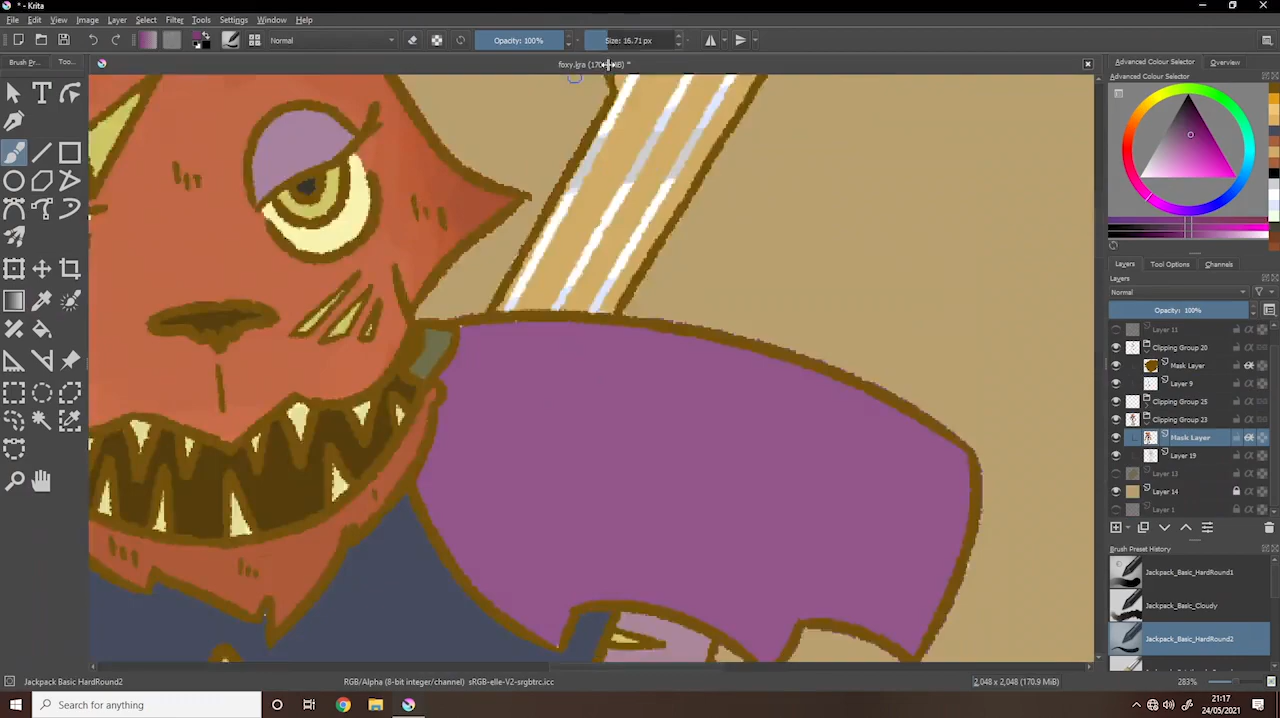 * - Krita
File Edit View Image Layer Select Filter Tools Settings Window Help
Normal Opacity: 100% Size: 16.71 px
Brush Pr... Too... *
Advanced Colour Selector Overview
Advanced Colour Selector
Layers Tool Options Channels
Layers
Normal
Opacity: 100%
Layer 11
Clipping Group 20
Mask Layer
Layer 9
Clipping Group 25
Clipping Group 23
Mask Layer
Layer 19
Layer 13
Layer 14
Layer 1
Brush Preset History
Jackpack_Basic_HardRound1
Jackpack_Basic_Cloudy
Jackpack_Basic_HardRound2
Jackpack Basic HardRound2 RGB/Alpha (8-bit integer/channel) sRGB-elle-V2-srgbtrc.icc 2,048 x 2,048 (170.9 MiB) 283%
Search for anything
21:17
24/05/2021